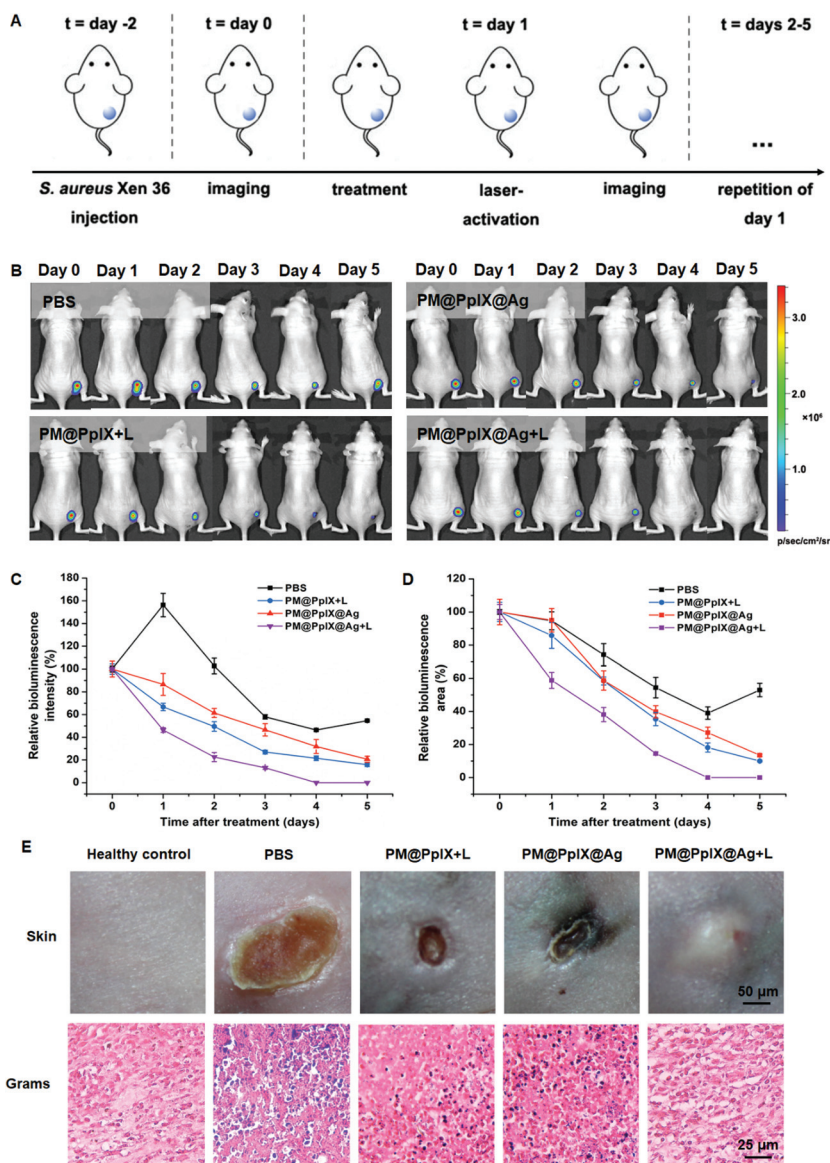 A
t = day -2
t = day 0
t = day 1
t = days 2-5
...
S. aureus Xen 36
injection
imaging
treatment
laser-
activation
imaging
repetition of
day 1
B
Day 0 Day 1 Day 2 Day 3 Day 4 Day 5
Day 0 Day 1 Day 2 Day 3 Day 4 Day 5
PBS
PM@PpIX@Ag
PM@PpIX+L
PM@PpIX@Ag+L
3.0
2.0
×10⁶
1.0
p/sec/cm²/sr
C
Relative bioluminescence
intensity (%)
180
160
140
120
100
80
60
40
20
0
0 1 2 3 4 5
Time after treatment (days)
PBS
PM@PpIX+L
PM@PpIX@Ag
PM@PpIX@Ag+L
D
Relative bioluminescence
area (%)
120
100
80
60
40
20
0
0 1 2 3 4 5
Time after treatment (days)
PBS
PM@PpIX+L
PM@PpIX@Ag
PM@PpIX@Ag+L
E
Healthy control
PBS
PM@PpIX+L
PM@PpIX@Ag
PM@PpIX@Ag+L
Skin
50 µm
Grams
25 µm